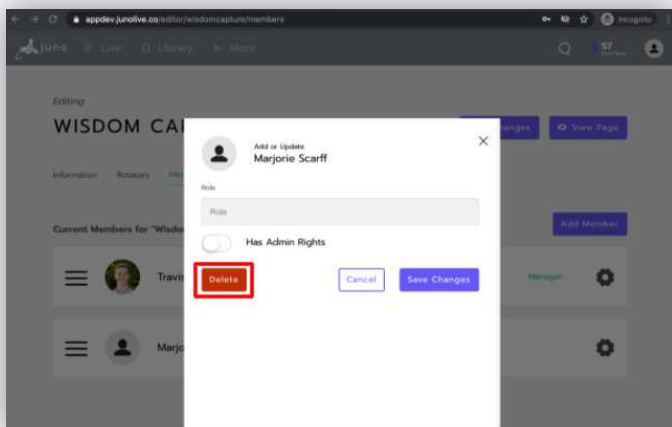 appdev.junolive.co/editor/wisdomcapture/members
Incognito
juno
Live
Library
More
57
Editing
WISDOM CA
anges
View Page
Information
Rotators
Current Members for "Wisdo
Add Member
Travis
Manager
Marjo
Add or Update
Marjorie Scarff
Role
Role
Has Admin Rights
Delete
Cancel
Save Changes